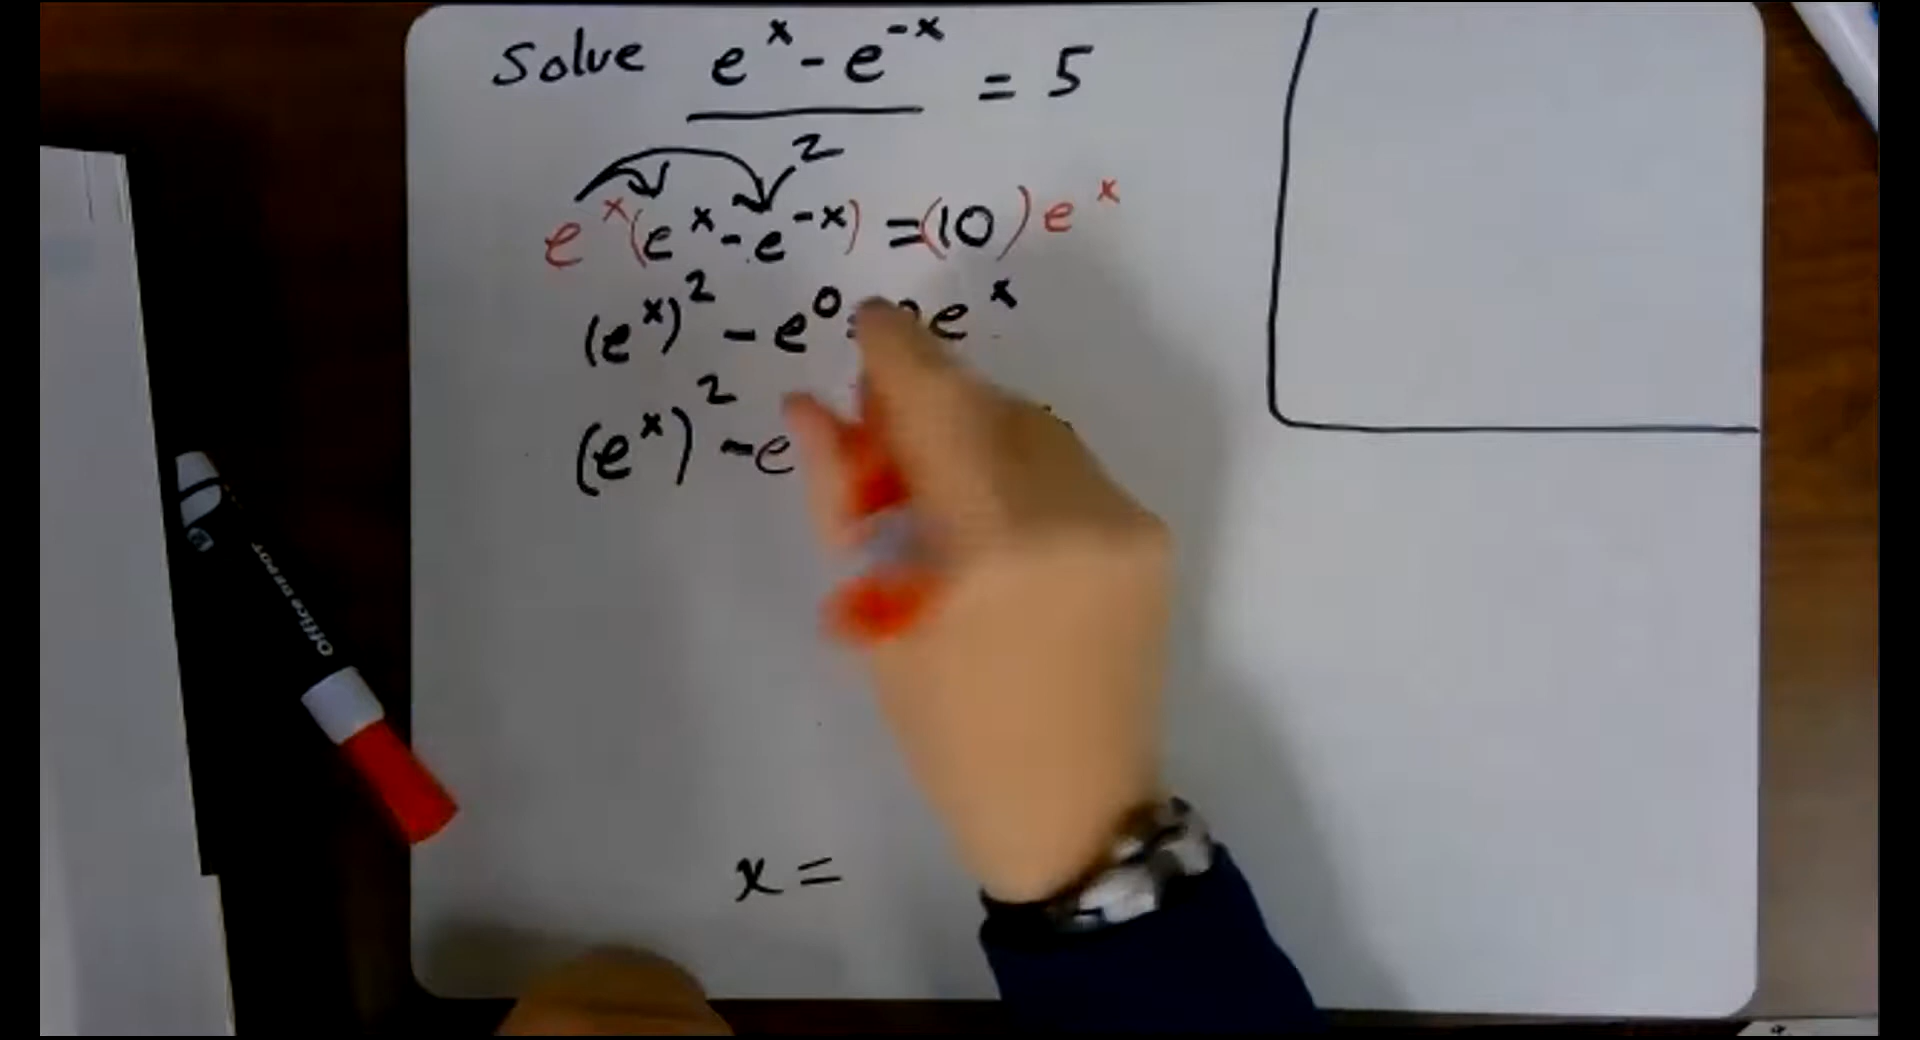 Solve e^x - e^-x = 5
2
e^x(e^x - e^-x) = (10) e^x
(e^x)^2 - e^0 = e^x
(e^x)^2 - e
x =
Office DEPOT